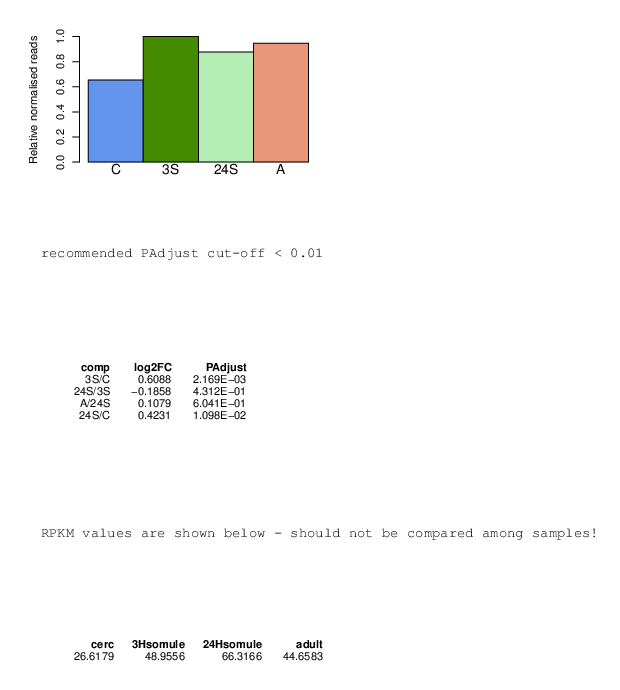 Relative normalised reads
1.0
0.8
0.6
0.4
0.2
0.0
C 3S 24S A
recommended PAdjust cut-off < 0.01
comp log2FC PAdjust
3S/C 0.6088 2.169E−03
24S/3S −0.1858 4.312E−01
A/24S 0.1079 6.041E−01
24S/C 0.4231 1.098E−02
RPKM values are shown below - should not be compared among samples!
cerc 3Hsomule 24Hsomule adult
26.6179 48.9556 66.3166 44.6583